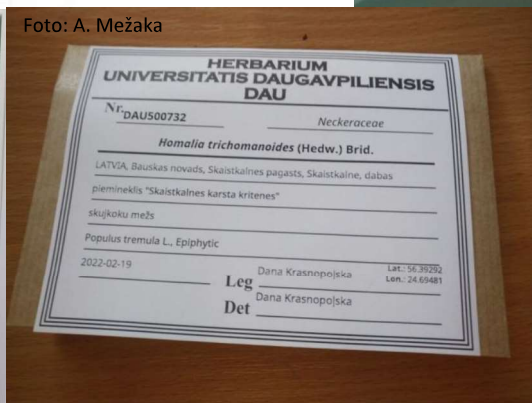 Foto: A. Mežaka
HERBARIUM
UNIVERSITATIS DAUGAVPILIENSIS
DAU
Nr. DAU500732 Neckeraceae
Homalia trichomanoides (Hedw.) Brid.
LATVIA, Bauskas novads, Skaistkalnes pagasts, Skaistkalne, dabas
piemineklis "Skaistkalnes karsta kritenes"
skujkoku mežs
Populus tremula L., Epiphytic
2022-02-19
Leg Dana Krasnopoļska Lat.: 56.39292
Lon.: 24.69481
Det Dana Krasnopoļska